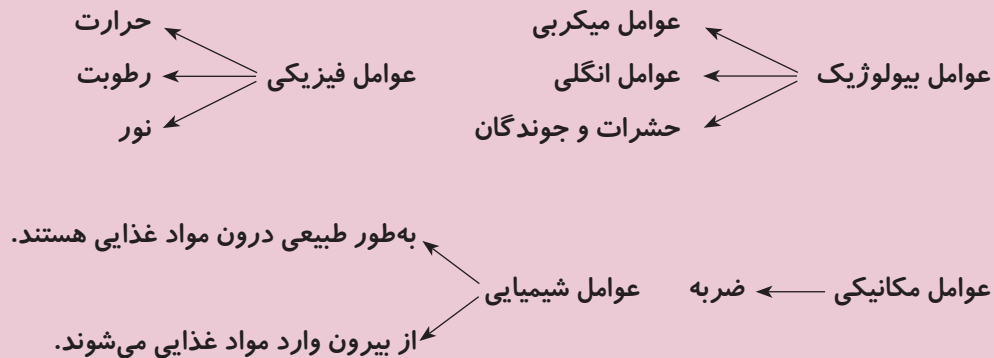 عوامل بیولوژیک
عوامل میکربی
عوامل انگلی
حشرات و جوندگان
عوامل فیزیکی
حرارت
رطوبت
نور
عوامل مکانیکی
ضربه
عوامل شیمیایی
به‌طور طبیعی درون مواد غذایی هستند.
از بیرون وارد مواد غذایی می‌شوند.